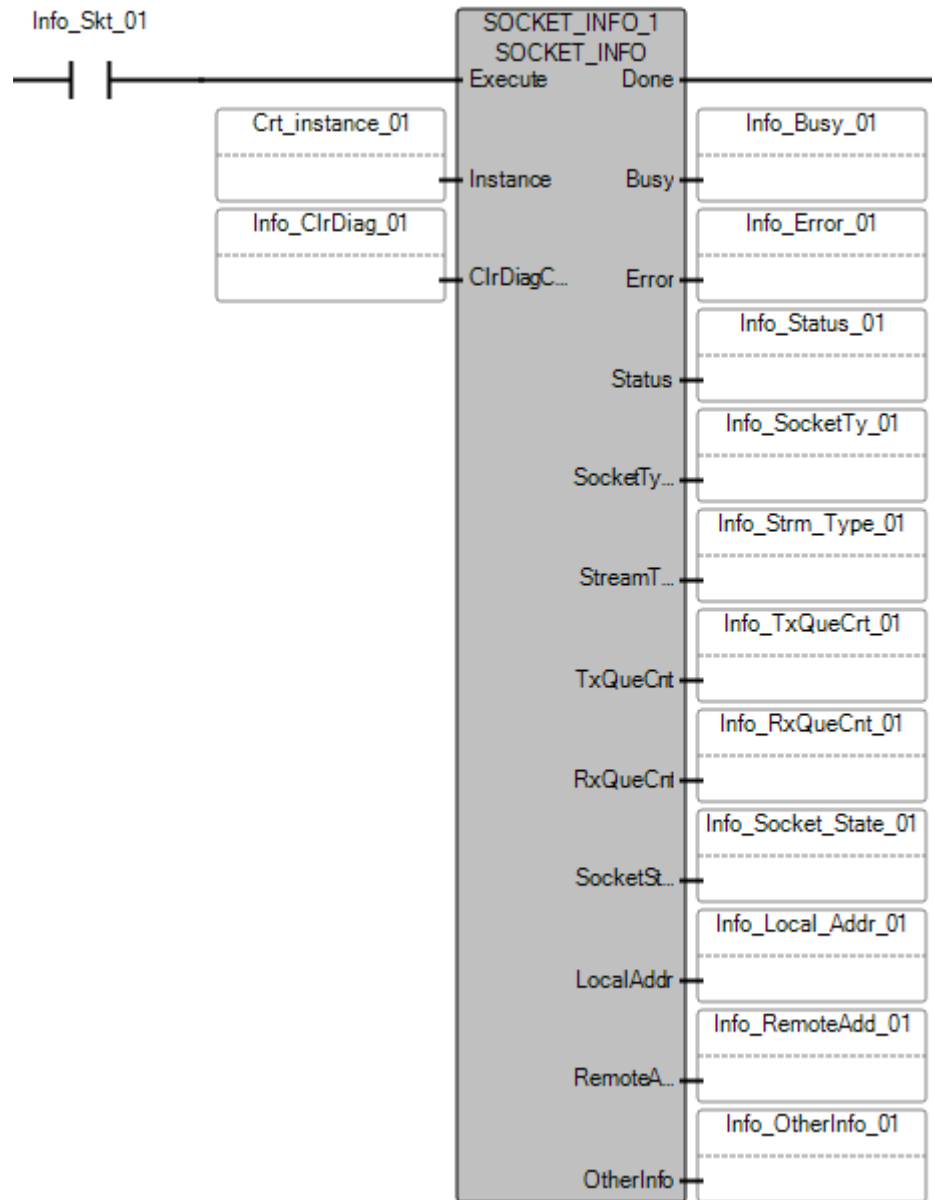 Info_Skt_01
SOCKET_INFO_1
SOCKET_INFO
Execute Done
Crt_instance_01 Info_Busy_01
Instance Busy
Info_ClrDiag_01 Info_Error_01
ClrDiagC... Error
Info_Status_01
Status
Info_SocketTy_01
SocketTy...
Info_Strm_Type_01
StreamT...
Info_TxQueCrt_01
TxQueCnt
Info_RxQueCnt_01
RxQueCnt
Info_Socket_State_01
SocketSt...
Info_Local_Addr_01
LocalAddr
Info_RemoteAdd_01
RemoteA...
Info_OtherInfo_01
OtherInfo